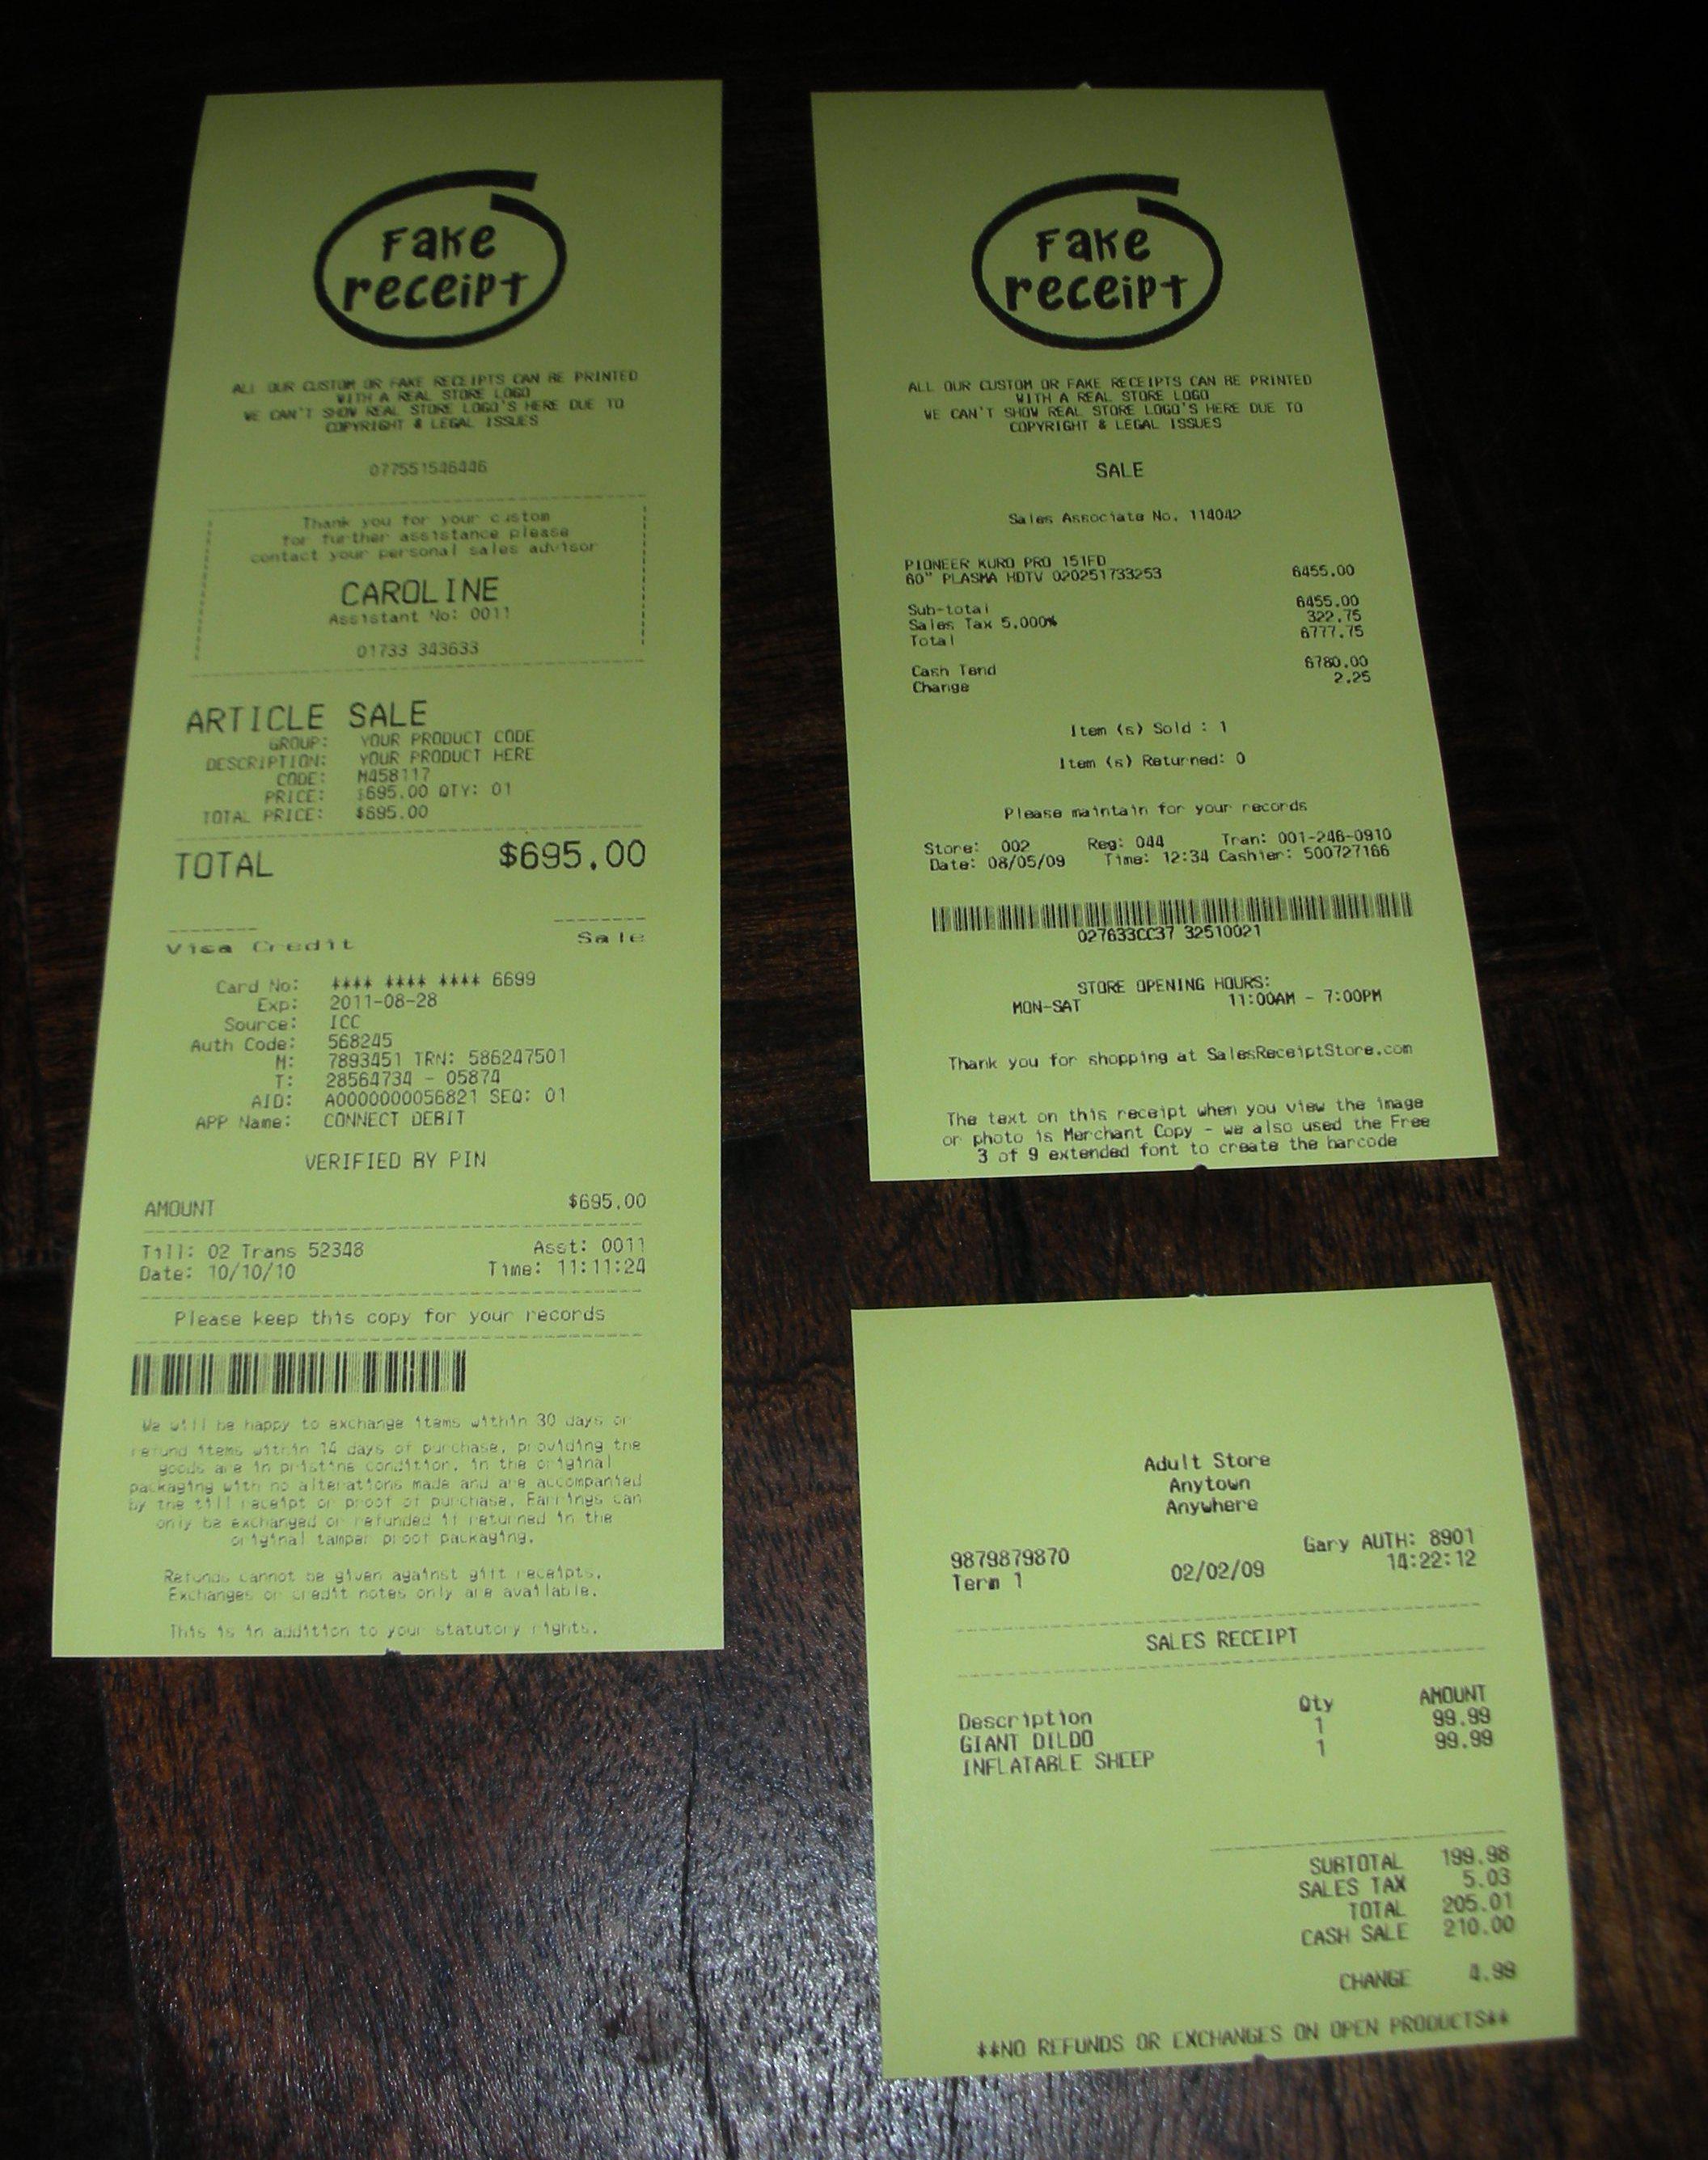 Fake
receipt
ALL OUR CUSTOM OR FAKE RECEIPTS CAN BE PRINTED
WITH A REAL STORE LOGO
WE CAN'T SHOW REAL STORE LOGO'S HERE DUE TO
COPYRIGHT & LEGAL ISSUES
077551546446
Thank you for your custom
for further assistance please
contact your personal sales advisor
CAROLINE
Assistant No: 0011
01733 343633
ARTICLE SALE
GROUP: YOUR PRODUCT CODE
DESCRIPTION: YOUR PRODUCT HERE
CODE: M458117
PRICE: $695.00 QTY: 01
TOTAL PRICE: $695.00
TOTAL $695.00
Visa Credit Sale
Card No: **** **** **** 6699
Exp: 2011-08-28
Source: ICC
Auth Code: 568245
M: 7893451 TRN: 586247501
T: 28564734 - 05874
AID: A0000000056821 SEQ: 01
APP Name: CONNECT DEBIT
VERIFIED BY PIN
AMOUNT $695.00
Till: 02 Trans 52348 Asst: 0011
Date: 10/10/10 Time: 11:11:24
Please keep this copy for your records
We will be happy to exchange items within 30 days or
refund items within 14 days of purchase, providing the
goods are in pristine condition, in the original
packaging with no alterations made and are accompanied
by the till receipt or proof of purchase. Earrings can
only be exchanged or refunded if returned in the
original tamper proof packaging.
Refunds cannot be given against gift receipts.
Exchanges or credit notes only are available.
This is in addition to your statutory rights.
Fake
receipt
ALL OUR CUSTOM OR FAKE RECEIPTS CAN BE PRINTED
WITH A REAL STORE LOGO
WE CAN'T SHOW REAL STORE LOGO'S HERE DUE TO
COPYRIGHT & LEGAL ISSUES
SALE
Sales Associate No. 114042
PIONEER KURO PRO 151FD
60" PLASMA HDTV 020251733253 6455.00
Sub-total 6455.00
Sales Tax 5.000% 322.75
Total 6777.75
Cash Tend 6780.00
Change 2.25
Item (s) Sold : 1
Item (s) Returned: 0
Please maintain for your records
Store: 002 Reg: 044 Tran: 001-246-0910
Date: 08/05/09 Time: 12:34 Cashier: 500727166
027633CC37 32510021
STORE OPENING HOURS:
MON-SAT 11:00AM - 7:00PM
Thank you for shopping at SalesReceiptStore.com
The text on this receipt when you view the image
or photo is Merchant Copy - we also used the Free
3 of 9 extended font to create the barcode
Adult Store
Anytown
Anywhere
9879879870 Gary AUTH: 8901
Term 1 02/02/09 14:22:12
SALES RECEIPT
Description Qty AMOUNT
GIANT DILDO 1 99.99
INFLATABLE SHEEP 1 99.99
SUBTOTAL 199.98
SALES TAX 5.03
TOTAL 205.01
CASH SALE 210.00
CHANGE 4.99
**NO REFUNDS OR EXCHANGES ON OPEN PRODUCTS**